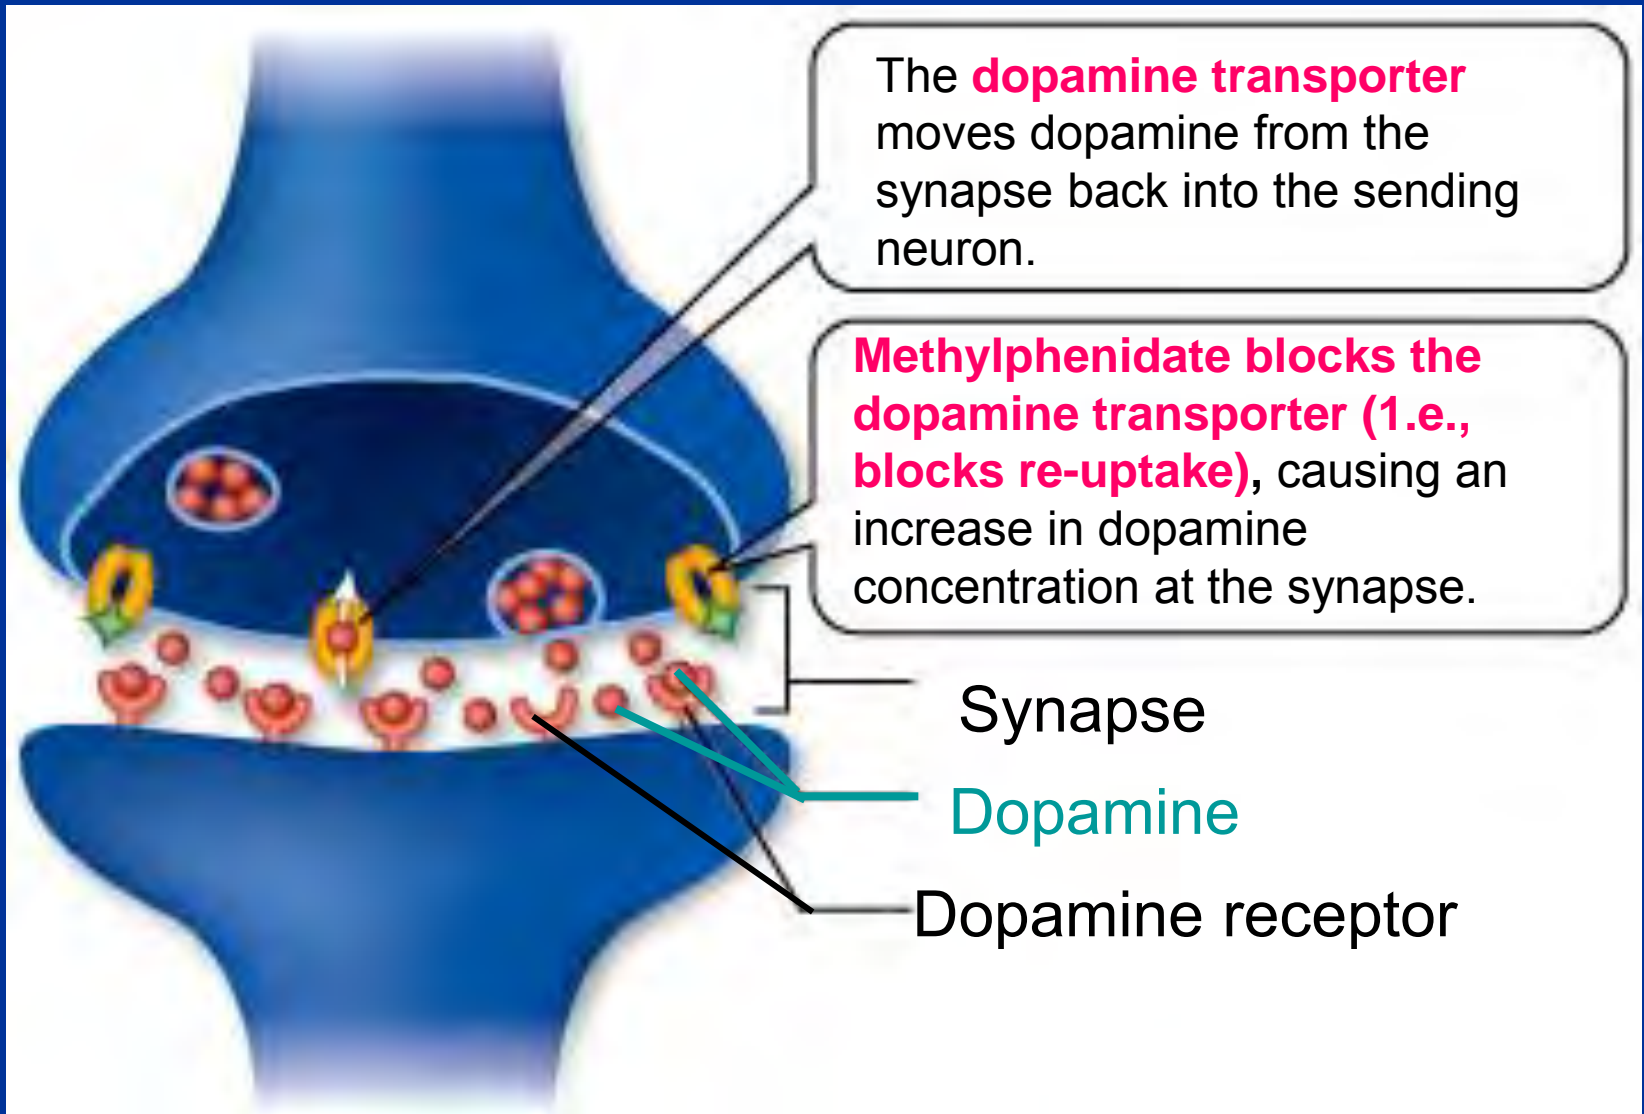 The dopamine transporter
moves dopamine from the
synapse back into the sending
neuron.
Methylphenidate blocks the
dopamine transporter (1.e.,
blocks re-uptake), causing an
increase in dopamine
concentration at the synapse.
Synapse
Dopamine
Dopamine receptor